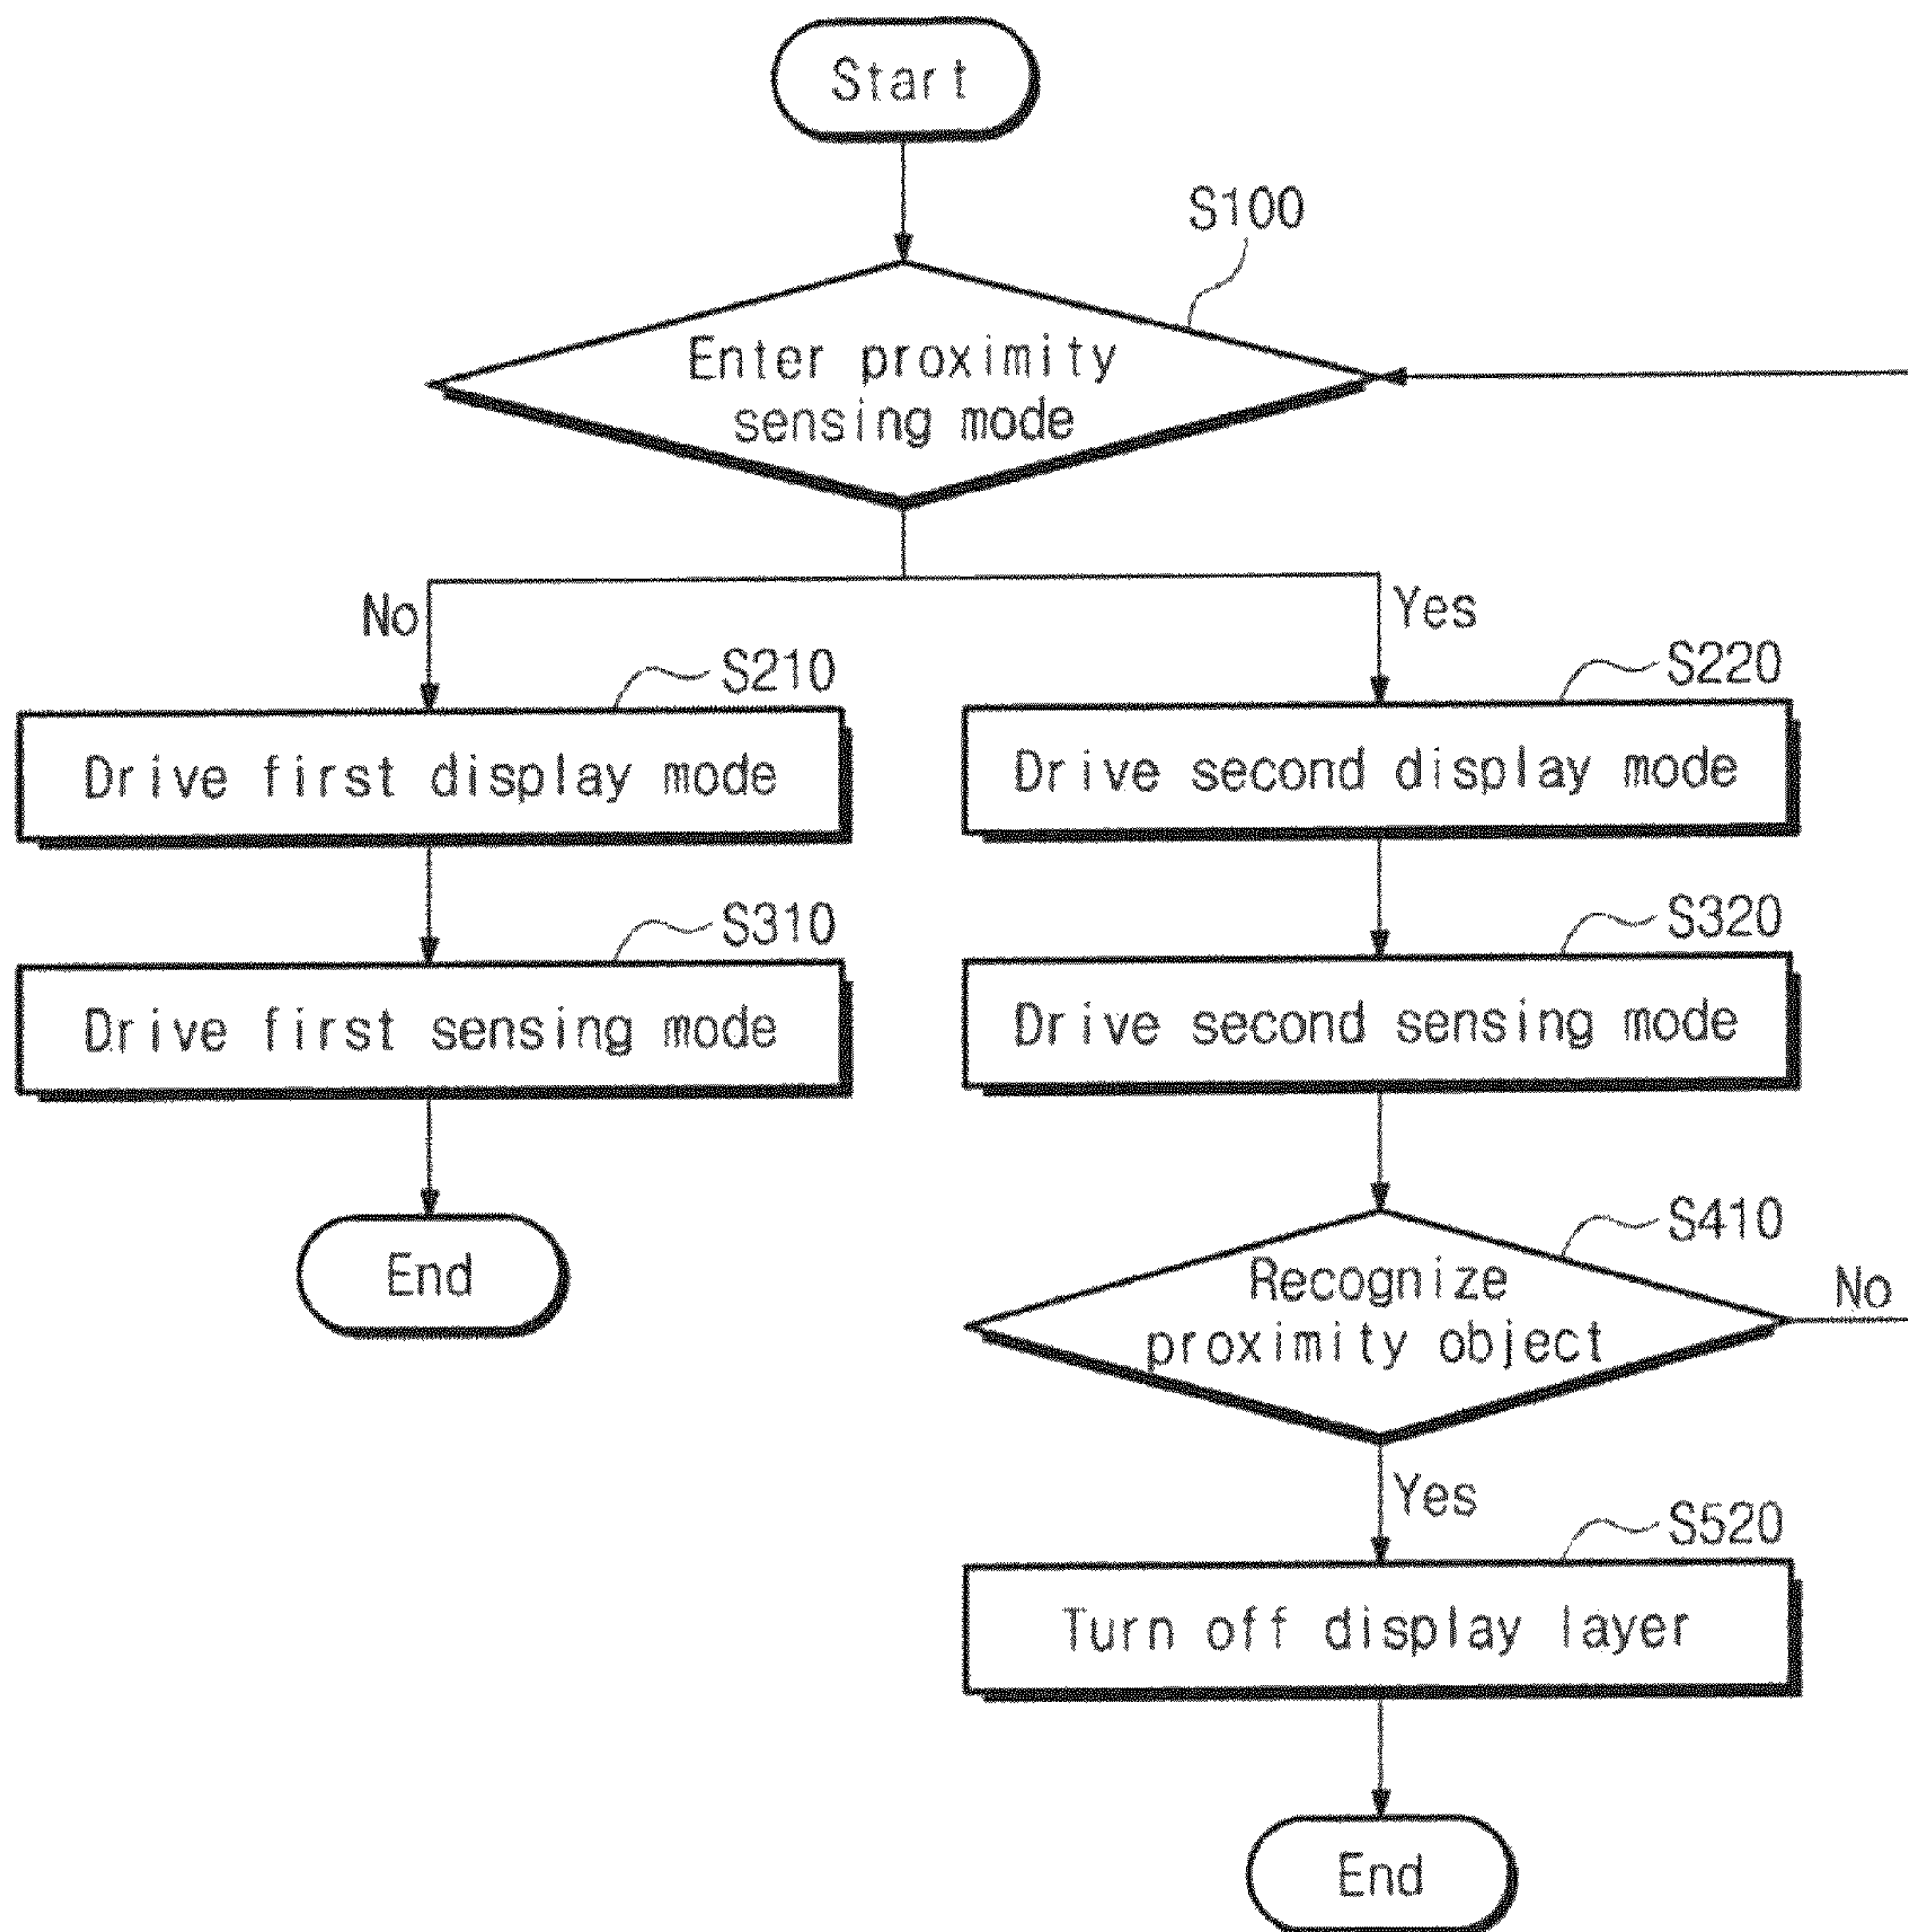 Start
S100
Enter proximity
sensing mode
No
Yes
S210
S220
Drive first display mode
Drive second display mode
S310
S320
Drive first sensing mode
Drive second sensing mode
S410
End
Recognize
proximity object
No
Yes
S520
Turn off display layer
End